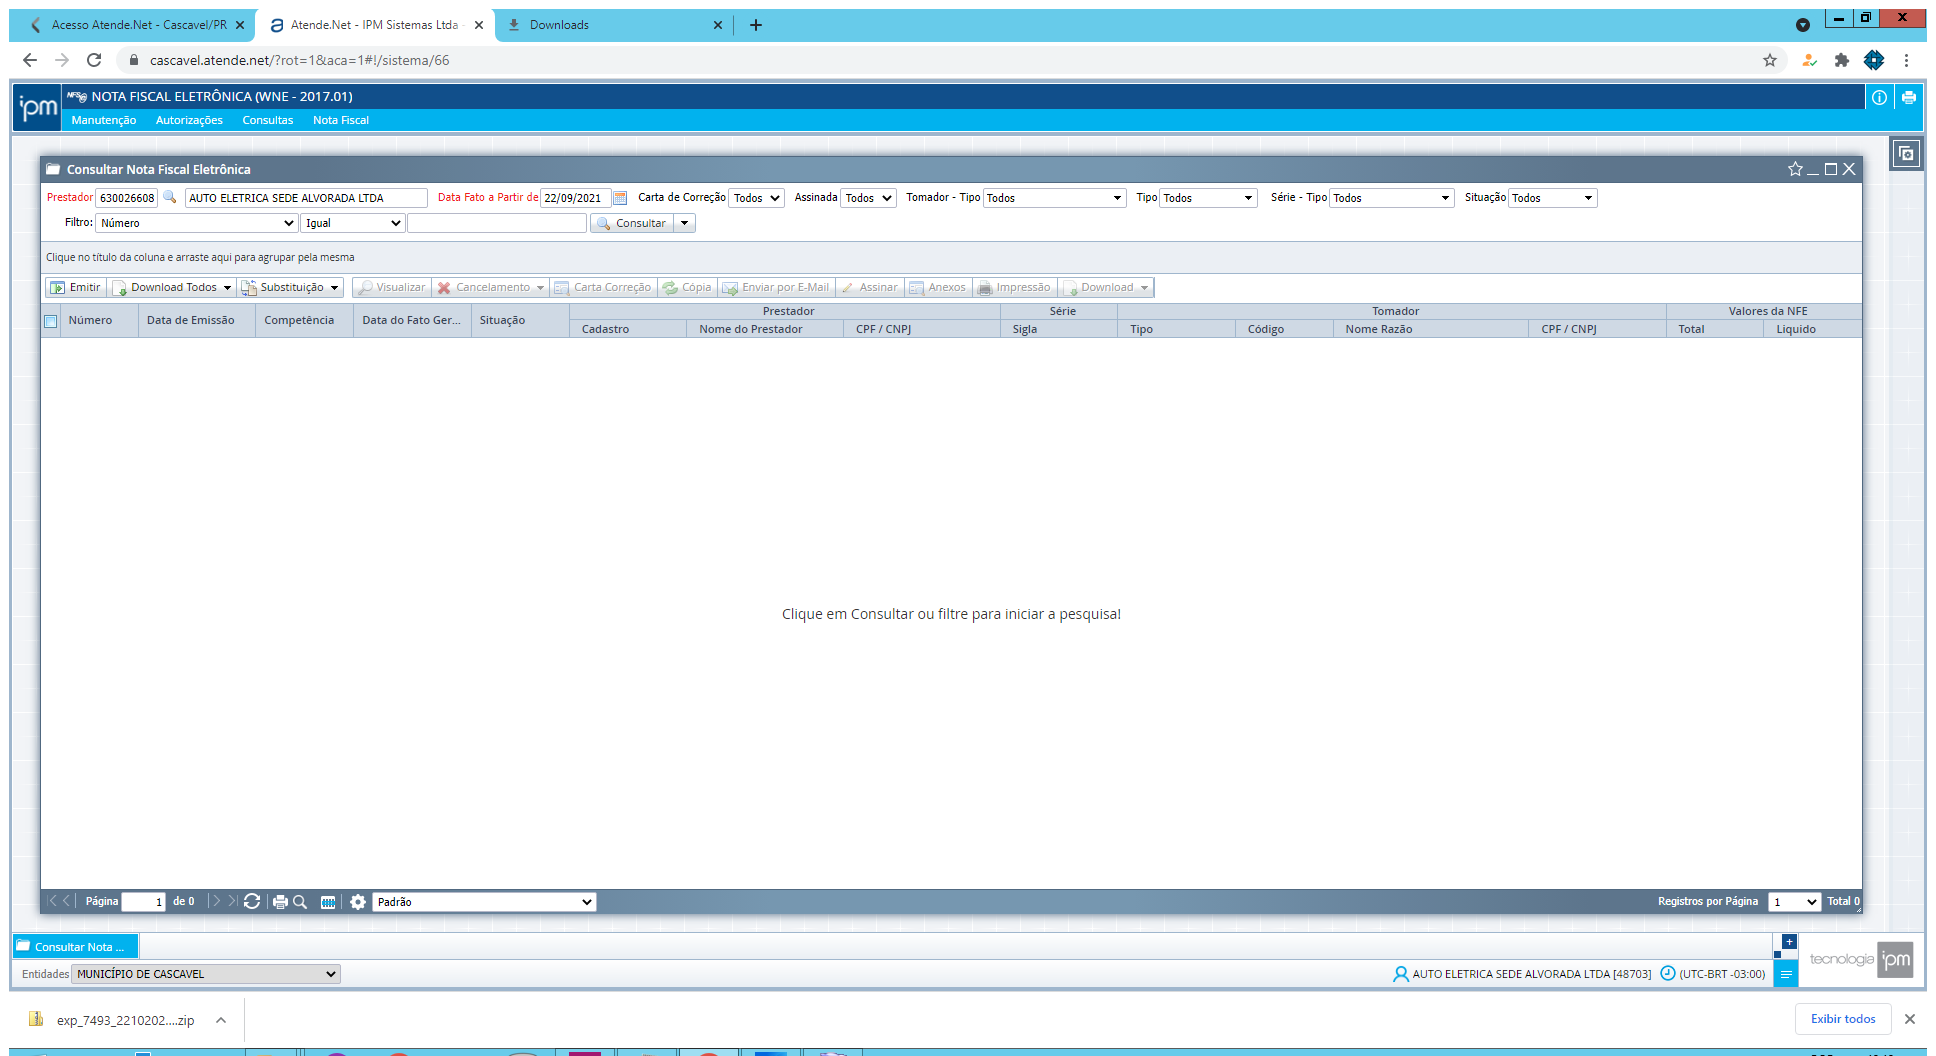 Acesso Atende.Net - Cascavel/PR
Atende.Net - IPM Sistemas Ltda -
Downloads
cascavel.atende.net/?rot=1&aca=1#!/sistema/66
ipm
NFS-e NOTA FISCAL ELETRÔNICA (WNE - 2017.01)
Manutenção Autorizações Consultas Nota Fiscal
Consultar Nota Fiscal Eletrônica
Prestador 630026608 AUTO ELETRICA SEDE ALVORADA LTDA Data Fato a Partir de 22/09/2021 Carta de Correção Todos Assinada Todos Tomador - Tipo Todos Tipo Todos Série - Tipo Todos Situação Todos
Filtro: Número Igual Consultar
Clique no título da coluna e arraste aqui para agrupar pela mesma
Emitir Download Todos Substituição Visualizar Cancelamento Carta Correção Cópia Enviar por E-Mail Assinar Anexos Impressão Download
Prestador Série Tomador Valores da NFE
Número Data de Emissão Competência Data do Fato Ger... Situação
Cadastro Nome do Prestador CPF / CNPJ Sigla Tipo Código Nome Razão CPF / CNPJ Total Liquido
Clique em Consultar ou filtre para iniciar a pesquisa!
Página 1 de 0 Padrão Registros por Página 1 Total 0
Consultar Nota ...
tecnologia ipm
Entidades MUNICÍPIO DE CASCAVEL AUTO ELETRICA SEDE ALVORADA LTDA [48703] (UTC-BRT -03:00)
exp_7493_2210202....zip Exibir todos